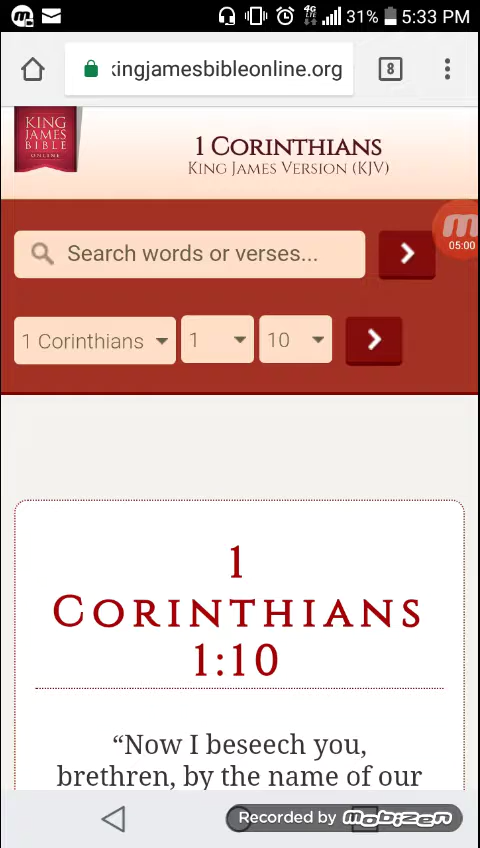 4G
LTE
31%
5:33 PM
kingjamesbibleonline.org
8
KING
JAMES
BIBLE
ONLINE
1 CORINTHIANS
KING JAMES VERSION (KJV)
m
05:00
Search words or verses...
1 Corinthians
1
10
1
CORINTHIANS
1:10
“Now I beseech you,
brethren, by the name of our
Recorded by mobizen